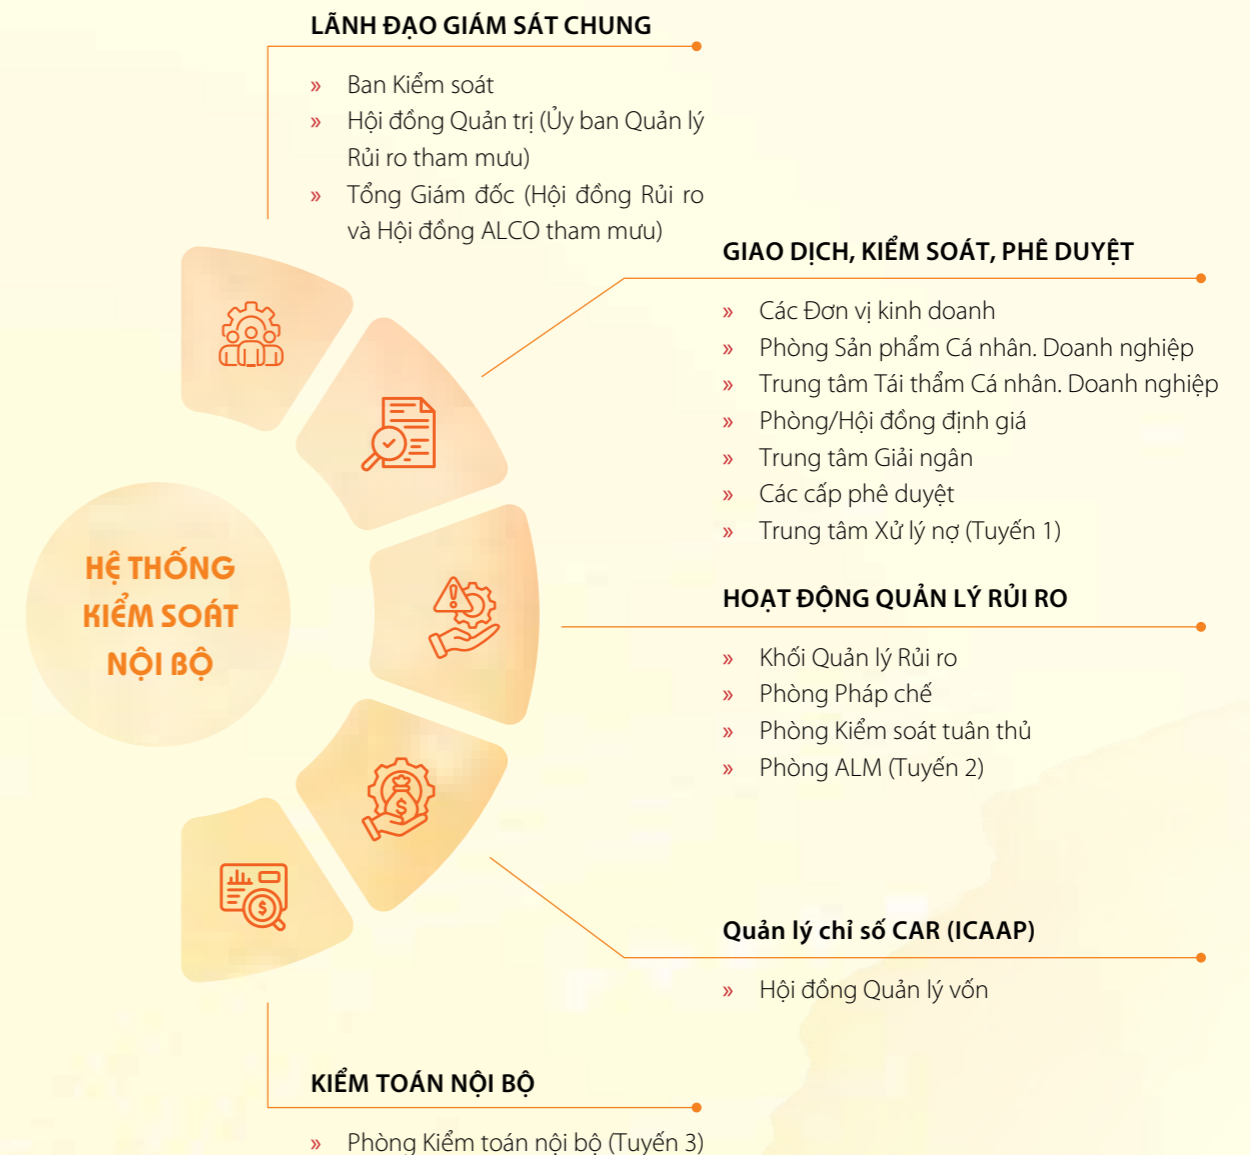 LÃNH ĐẠO GIÁM SÁT CHUNG
» Ban Kiểm soát
» Hội đồng Quản trị (Ủy ban Quản lý
Rủi ro tham mưu)
» Tổng Giám đốc (Hội đồng Rủi ro
và Hội đồng ALCO tham mưu)
GIAO DỊCH, KIỂM SOÁT, PHÊ DUYỆT
» Các Đơn vị kinh doanh
» Phòng Sản phẩm Cá nhân. Doanh nghiệp
» Trung tâm Tái thẩm Cá nhân. Doanh nghiệp
» Phòng/Hội đồng định giá
» Trung tâm Giải ngân
» Các cấp phê duyệt
» Trung tâm Xử lý nợ (Tuyến 1)
HỆ THỐNG
KIỂM SOÁT
NỘI BỘ
HOẠT ĐỘNG QUẢN LÝ RỦI RO
» Khối Quản lý Rủi ro
» Phòng Pháp chế
» Phòng Kiểm soát tuân thủ
» Phòng ALM (Tuyến 2)
Quản lý chỉ số CAR (ICAAP)
» Hội đồng Quản lý vốn
KIỂM TOÁN NỘI BỘ
» Phòng Kiểm toán nội bộ (Tuyến 3)